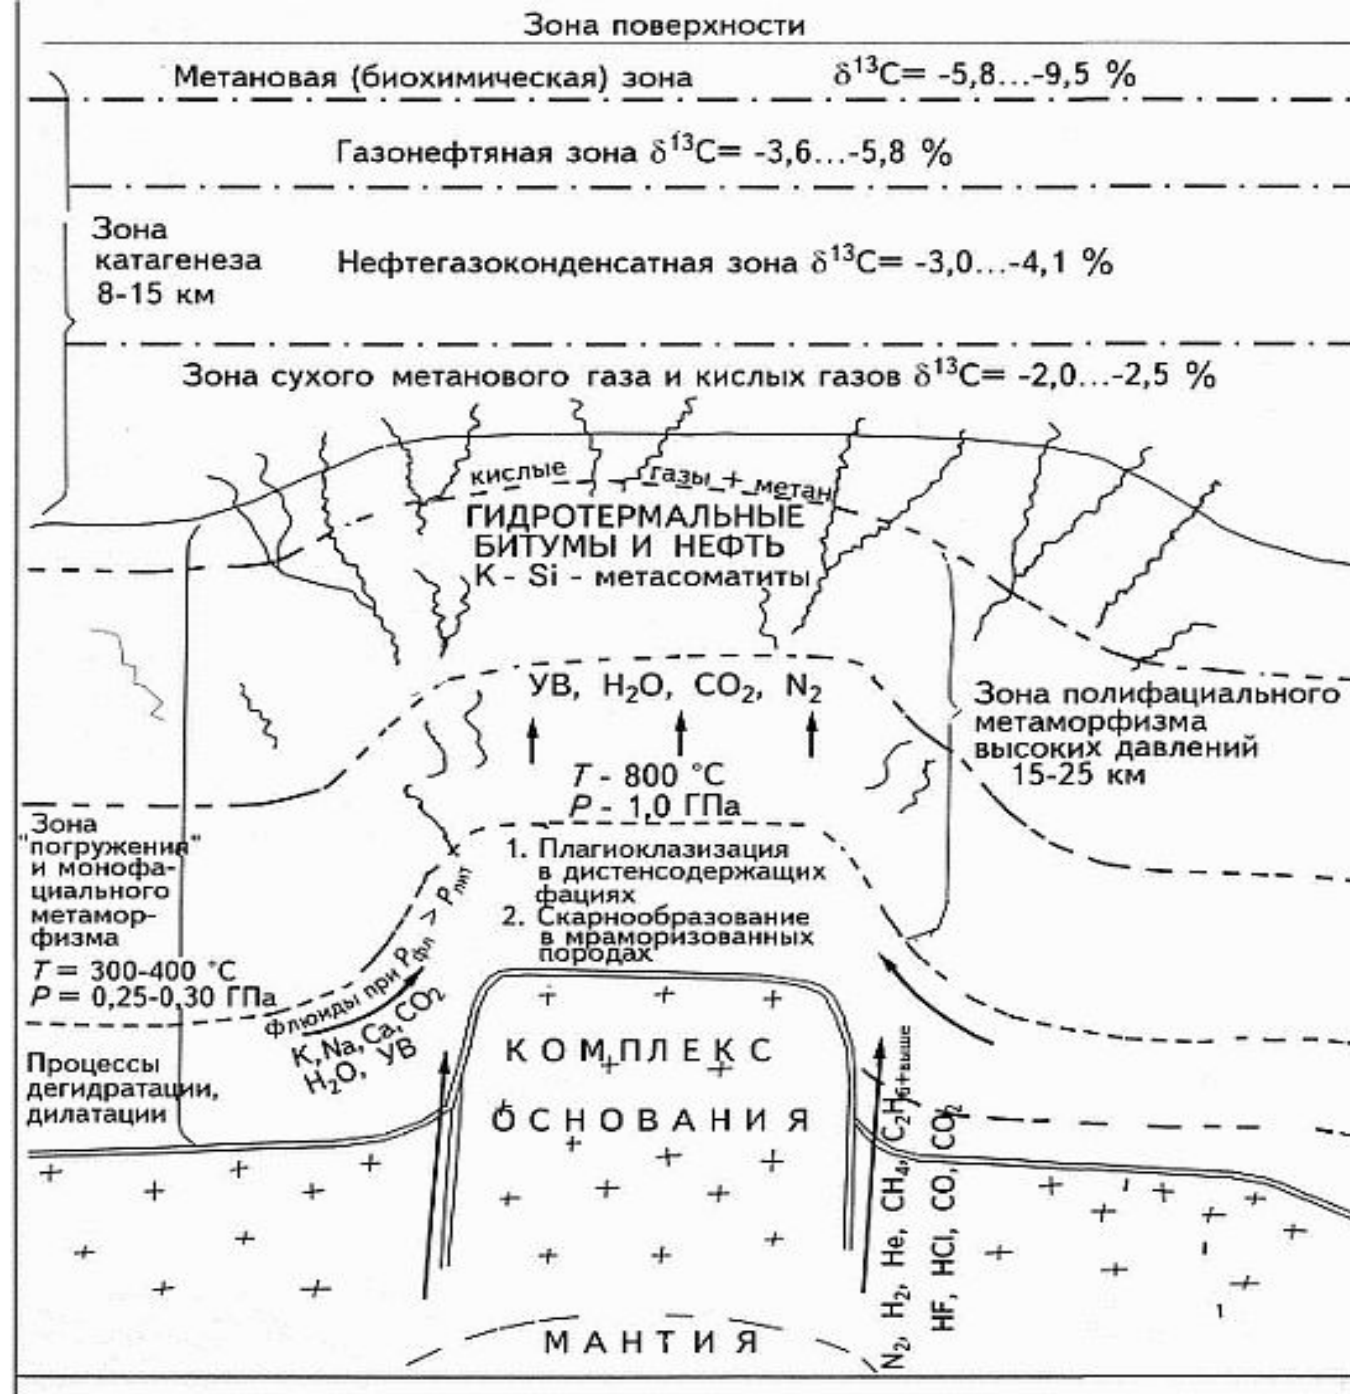 Зона поверхности
Метановая (биохимическая) зона δ¹³C= -5,8...-9,5 %
Газонефтяная зона δ¹³C= -3,6...-5,8 %
Зона
катагенеза
8-15 км
Нефтегазоконденсатная зона δ¹³C= -3,0...-4,1 %
Зона сухого метанового газа и кислых газов δ¹³C= -2,0...-2,5 %
кислые газы + метан
ГИДРОТЕРМАЛЬНЫЕ
БИТУМЫ И НЕФТЬ
K - Si - метасоматиты
УВ, H₂O, CO₂, N₂
T - 800 °C
P - 1,0 ГПа
Зона полифациального
метаморфизма
высоких давлений
15-25 км
Зона
"погружения"
и монофа-
циального
метамор-
физма
T = 300-400 °C
P = 0,25-0,30 ГПа
1. Плагиоклазизация
в дистенсодержащих
фациях
2. Скарнообразование
в мраморизованных
породах
флюиды при Pфл > Pлит
K, Na, Ca, CO₂
H₂O, УВ
Процессы
дегидратации,
дилатации
КОМПЛЕКС
ОСНОВАНИЯ
N₂, H₂, He, CH₄, C₂H₆+выше
HF, HCl, CO, CO₂
МАНТИЯ